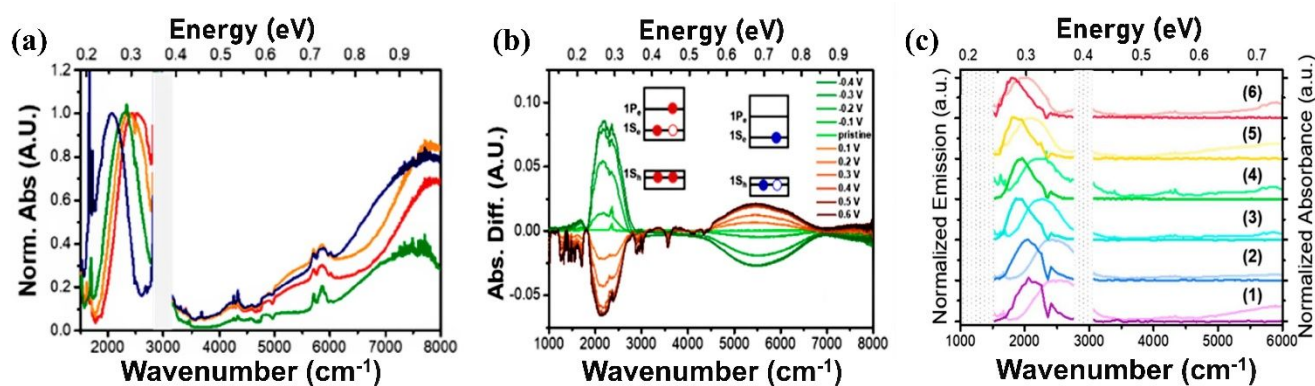 (a)
Energy (eV)
0.2 0.3 0.4 0.5 0.6 0.7 0.8 0.9
Norm. Abs (A.U.)
1.2
1.0
0.8
0.6
0.4
0.2
0.0
2000 3000 4000 5000 6000 7000 8000
Wavenumber (cm-1)
(b)
Energy (eV)
0.2 0.3 0.4 0.5 0.6 0.7 0.8 0.9
Abs. Diff. (A.U.)
0.10
0.05
0.00
-0.05
1Pe
1Se
1Sh
1Pe
1Se
1Sh
-0.4 V
-0.3 V
-0.2 V
-0.1 V
pristine
0.1 V
0.2 V
0.3 V
0.4 V
0.5 V
0.6 V
1000 2000 3000 4000 5000 6000 7000 8000
Wavenumber (cm-1)
(c)
Energy (eV)
0.2 0.3 0.4 0.5 0.6 0.7
Normalized Emission (a.u.)
(6)
(5)
(4)
(3)
(2)
(1)
Normalized Absorbance (a.u.)
1000 2000 3000 4000 5000 6000
Wavenumber (cm-1)